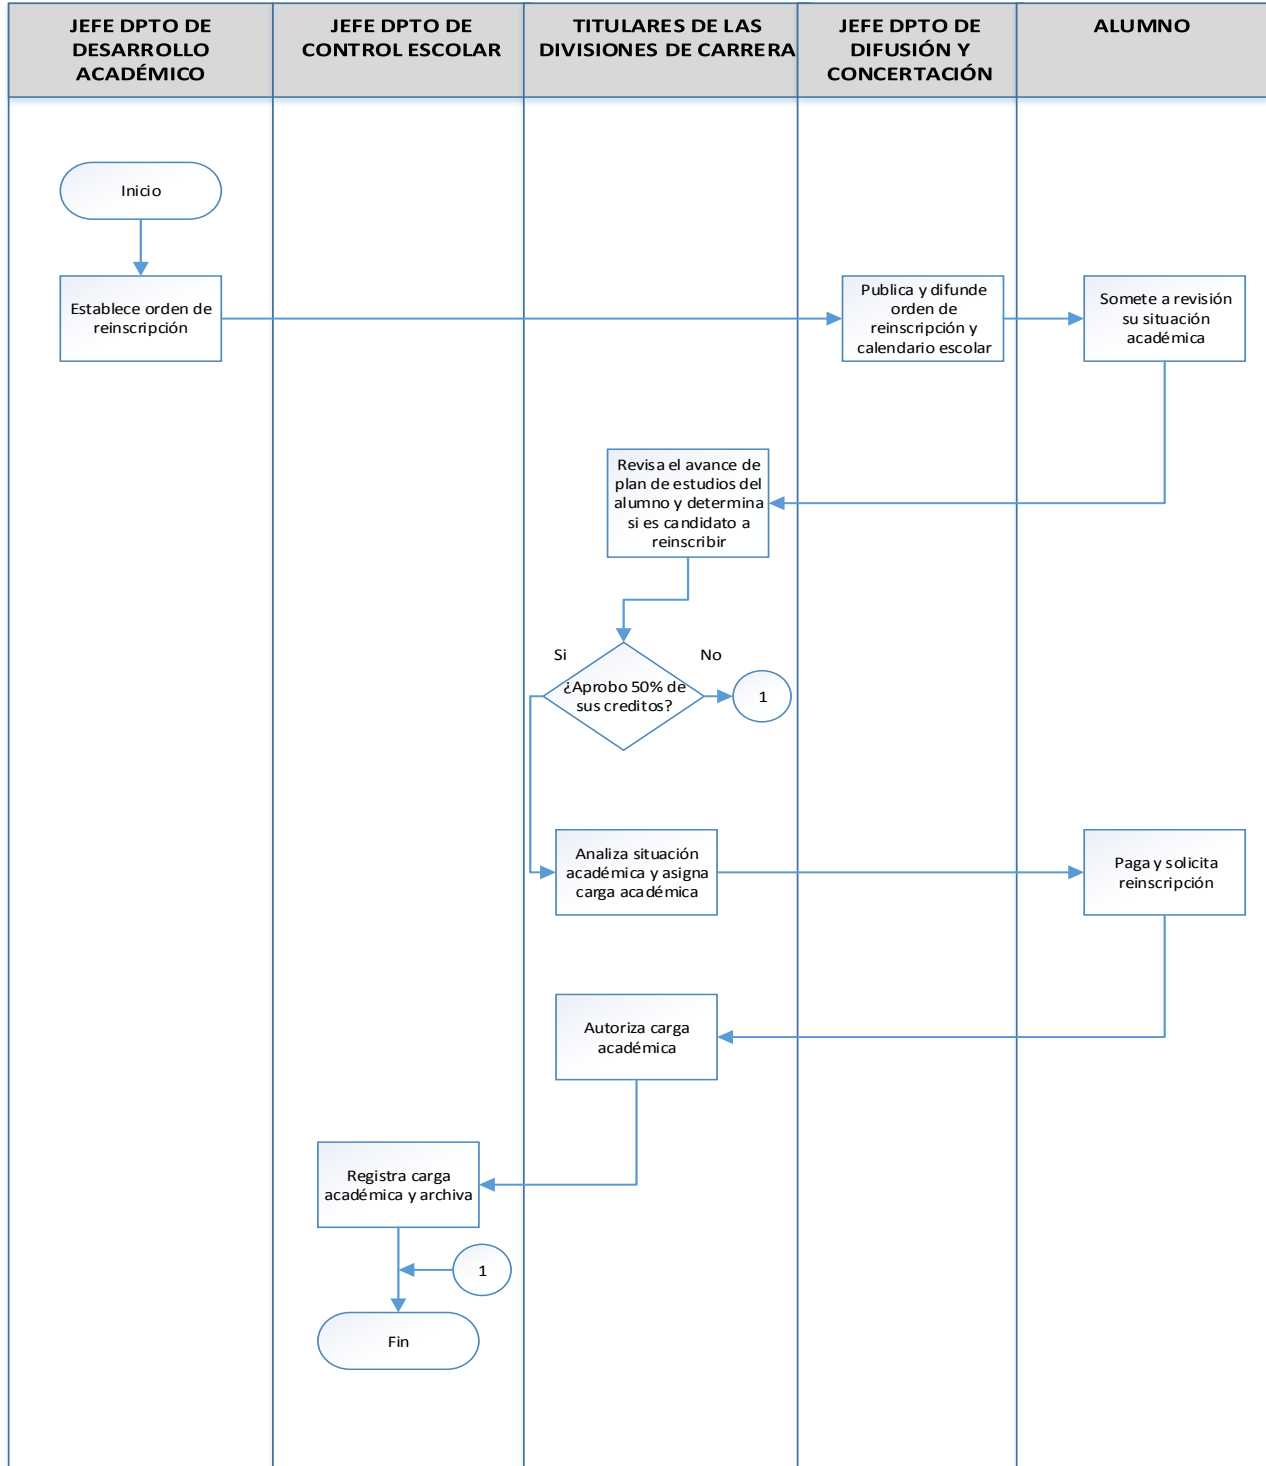 JEFE DPTO DE
DESARROLLO
ACADÉMICO
JEFE DPTO DE
CONTROL ESCOLAR
TITULARES DE LAS
DIVISIONES DE CARRERA
JEFE DPTO DE
DIFUSIÓN Y
CONCERTACIÓN
ALUMNO
Inicio
Establece orden de
reinscripción
Publica y difunde
orden de
reinscripción y
calendario escolar
Somete a revisión
su situación
académica
Revisa el avance de
plan de estudios del
alumno y determina
si es candidato a
reinscribir
Si
No
¿Aprobo 50% de
sus creditos?
1
Analiza situación
académica y asigna
carga académica
Paga y solicita
reinscripción
Autoriza carga
académica
Registra carga
académica y archiva
1
Fin